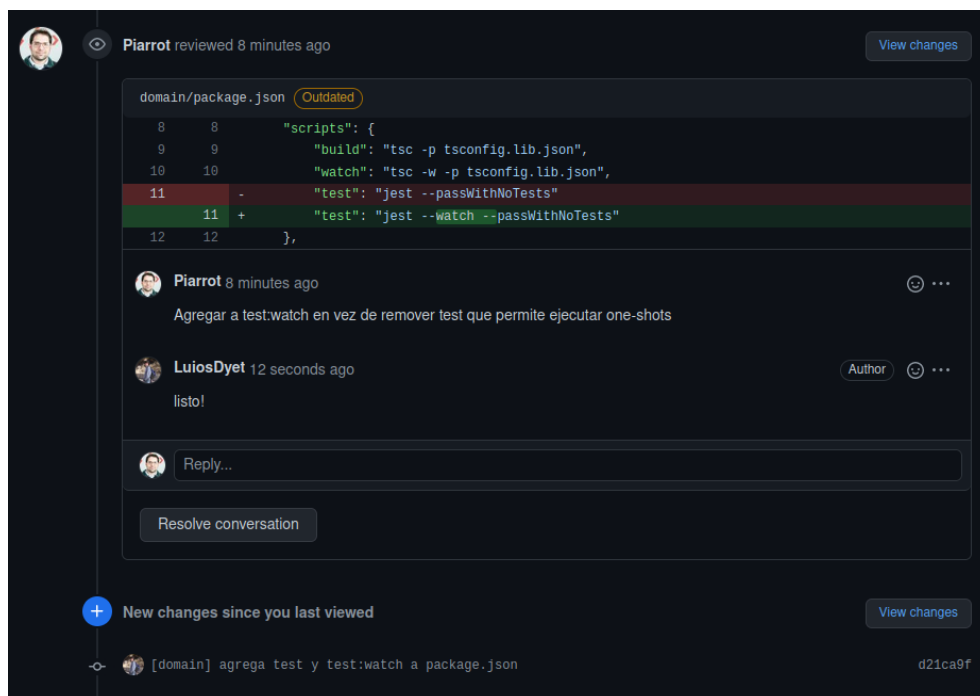 Piarrot reviewed 8 minutes ago View changes
domain/package.json Outdated
8 8 "scripts": {
9 9 "build": "tsc -p tsconfig.lib.json",
10 10 "watch": "tsc -w -p tsconfig.lib.json",
11 - "test": "jest --passWithNoTests"
11 + "test": "jest --watch --passWithNoTests"
12 12 },
Piarrot 8 minutes ago
Agregar a test:watch en vez de remover test que permite ejecutar one-shots
LuiosDyet 12 seconds ago Author
listo!
Reply...
Resolve conversation
New changes since you last viewed View changes
[domain] agrega test y test:watch a package.json d21ca9f